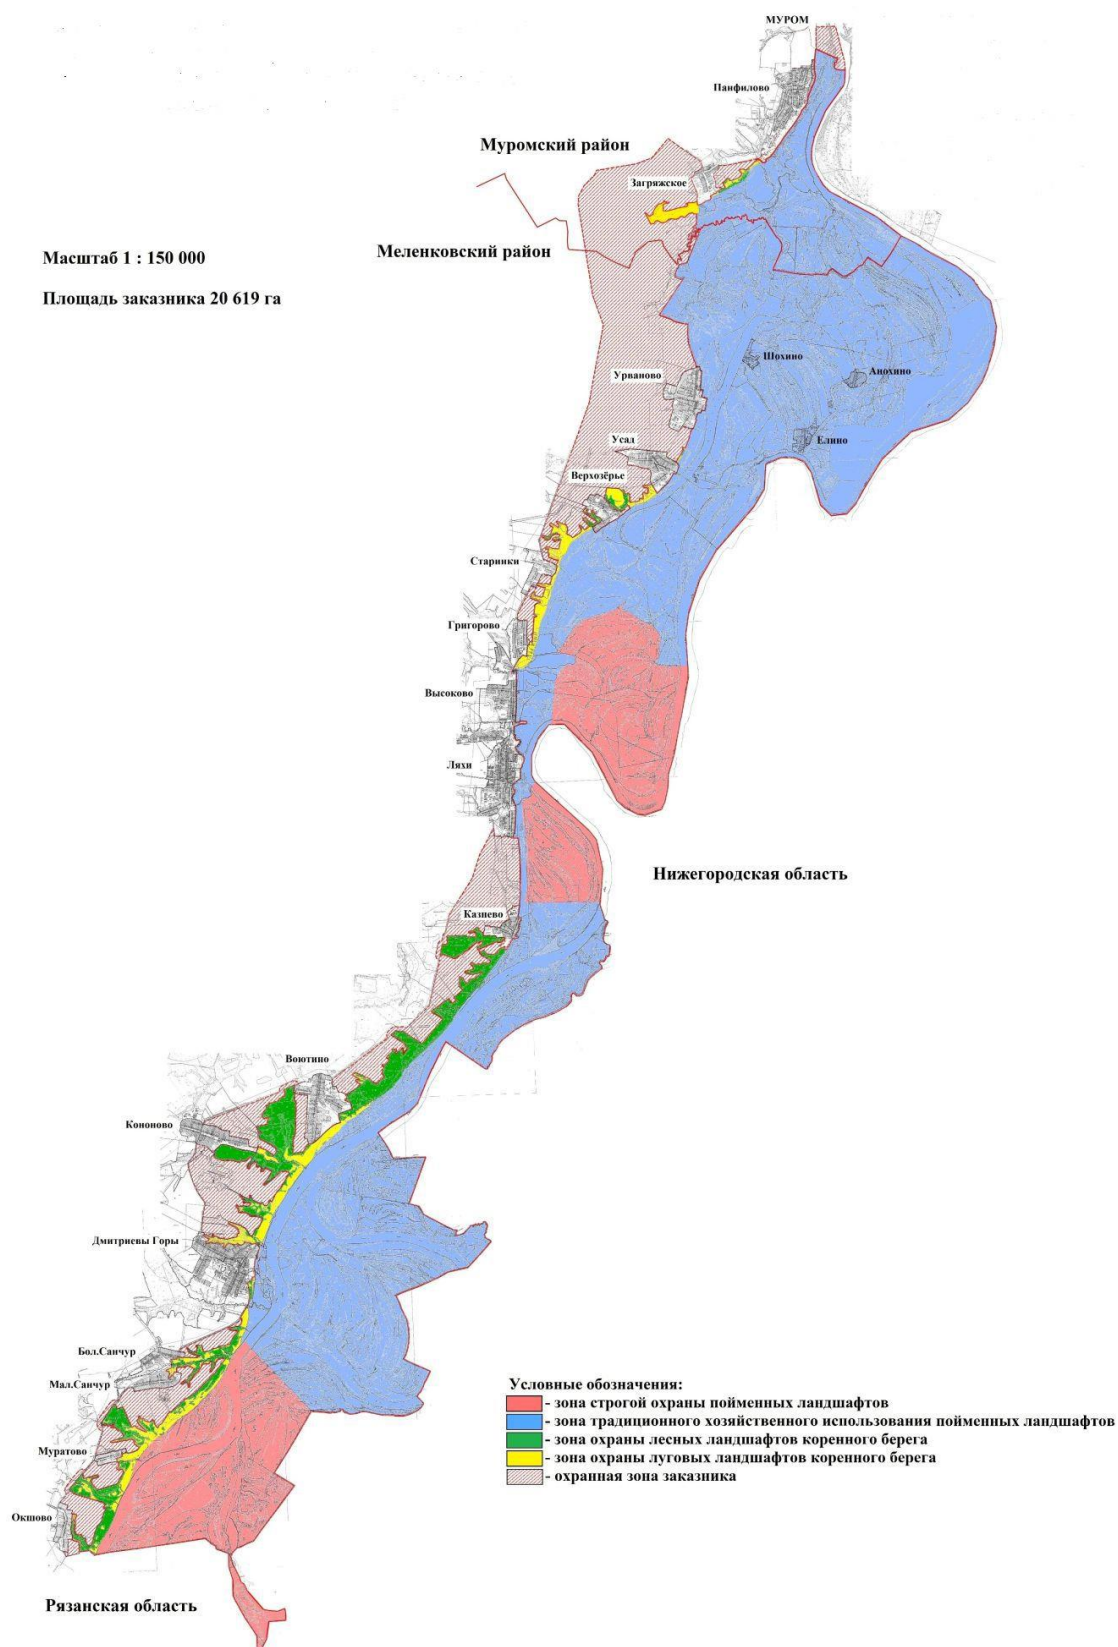 МУРОМ
Панфилово
Муромский район
Загряжское
Меленковский район
Масштаб 1 : 150 000
Площадь заказника 20 619 га
Шохино
Анохино
Урваново
Елино
Усад
Верхозёрье
Старинки
Григорово
Высоково
Ляхи
Нижегородская область
Казнево
Воютино
Кононово
Дмитриевы Горы
Бол.Санчур
Мал.Санчур
Условные обозначения:
- зона строгой охраны пойменных ландшафтов
- зона традиционного хозяйственного использования пойменных ландшафтов
- зона охраны лесных ландшафтов коренного берега
- зона охраны луговых ландшафтов коренного берега
- охранная зона заказника
Муратово
Окшово
Рязанская область